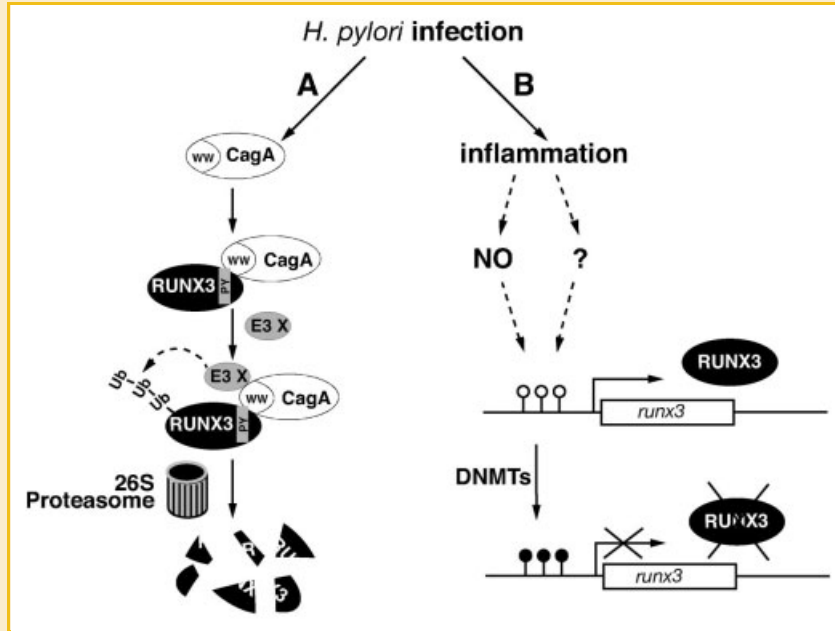 H. pylori infection
A
B
ww CagA
inflammation
ww CagA
RUNX3 PY
NO ?
E3 X
E3 X
Ub
Ub
Ub
ww CagA
RUNX3 PY
RUNX3
runx3
26S
Proteasome
DNMTs
RUNX3
runx3